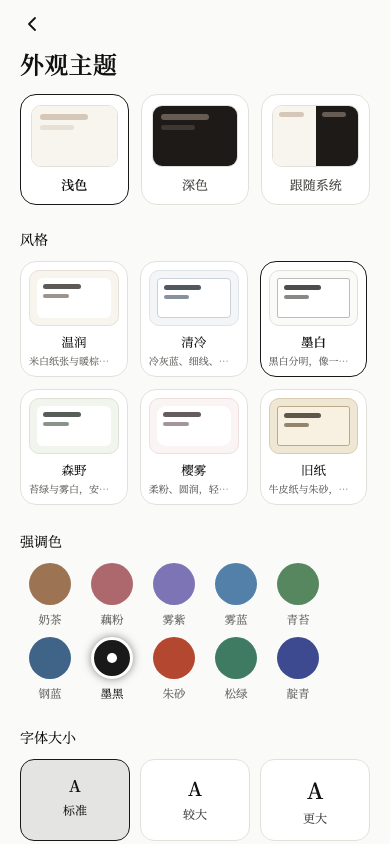 外观主题
浅色 深色 跟随系统
风格
温润 清冷 墨白
米白纸张与暖棕… 冷灰蓝、细线、… 黑白分明，像一…
森野 樱雾 旧纸
苔绿与雾白，安… 柔粉、圆润，轻… 牛皮纸与朱砂，…
强调色
奶茶 藕粉 雾紫 雾蓝 青苔
钢蓝 墨黑 朱砂 松绿 靛青
字体大小
A A A
标准 较大 更大